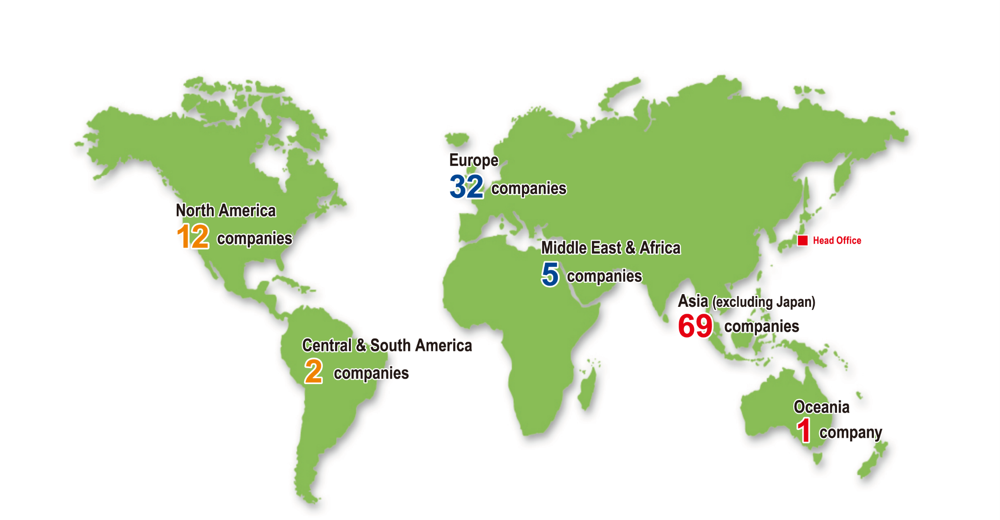 Europe
32 companies
North America
12 companies
Head Office
Middle East & Africa
5 companies
Asia (excluding Japan)
69 companies
Central & South America
2 companies
Oceania
1 company